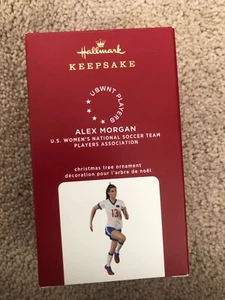 Hallmark
KEEPSAKE
USWNT PLAYERS
ALEX MORGAN
U.S. WOMEN'S NATIONAL SOCCER TEAM
PLAYERS ASSOCIATION
christmas tree ornament
décoration pour l'arbre de noël
13